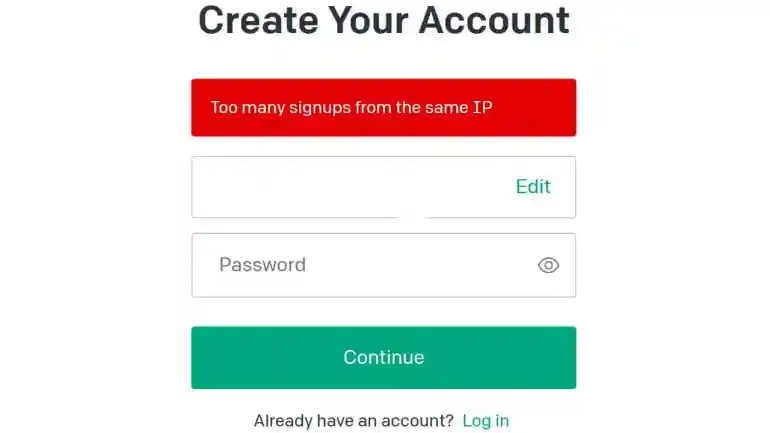 Create Your Account
Too many signups from the same IP
Edit
Password
Continue
Already have an account? Log in